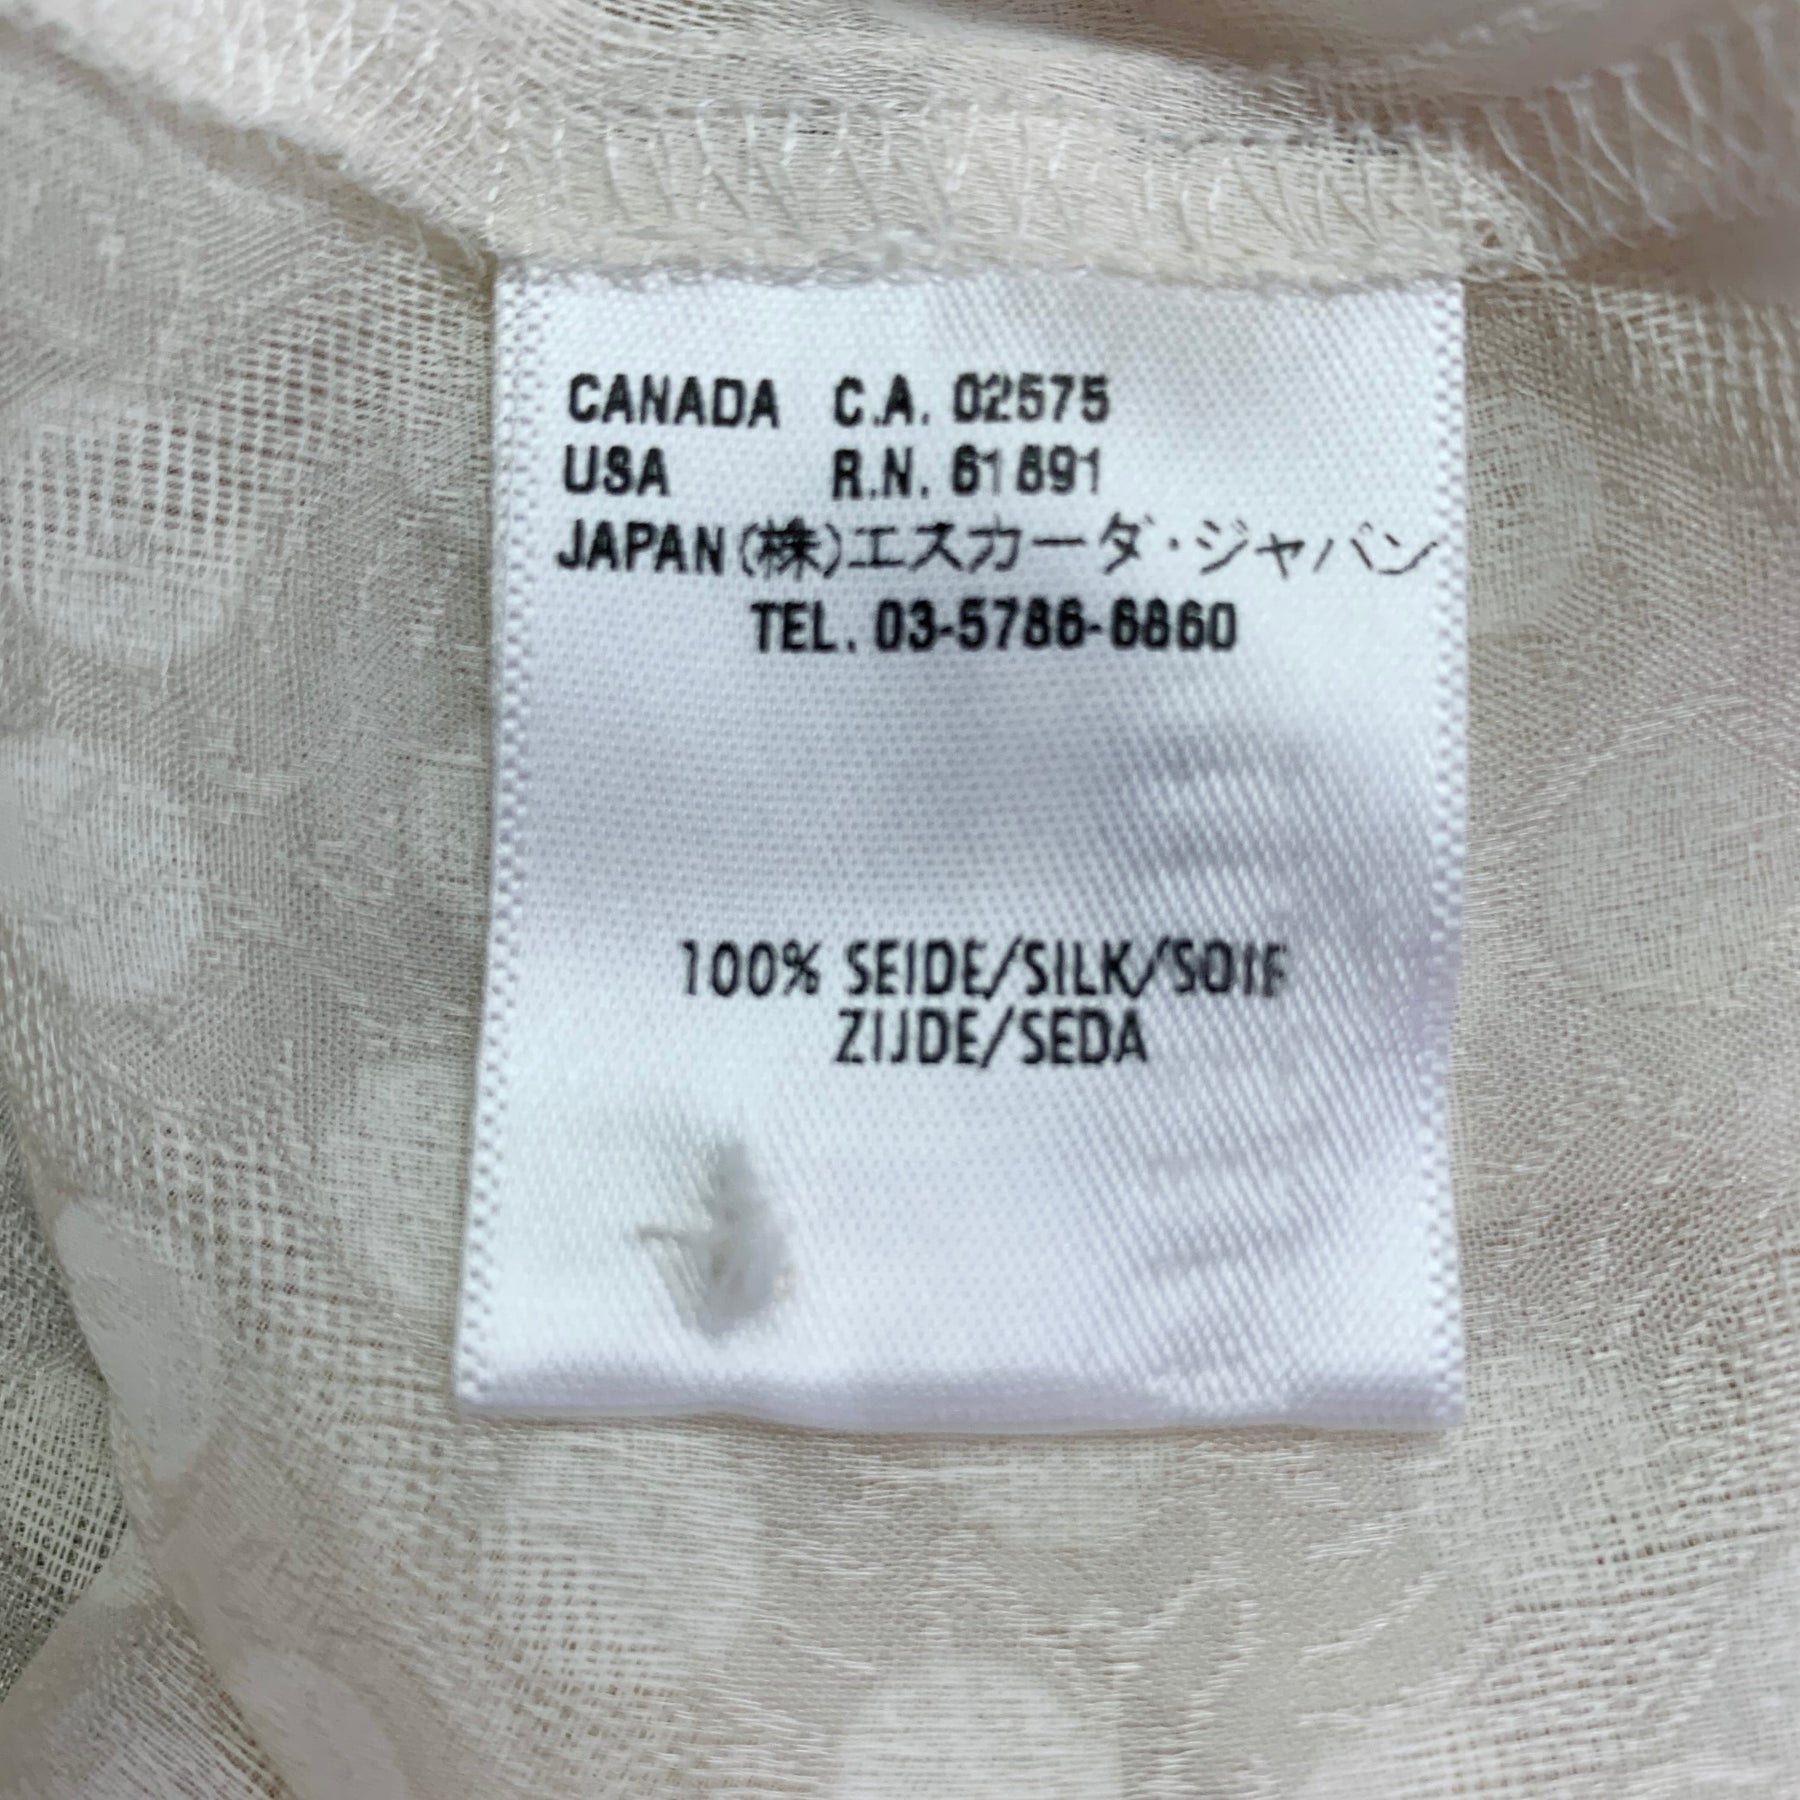 CANADA C.A. 02575
USA R.N. 61691
JAPAN (株)エスカーダ・ジャパン
TEL. 03-5786-6860
100% SEIDE/SILK/SOIE
ZIJDE/SEDA